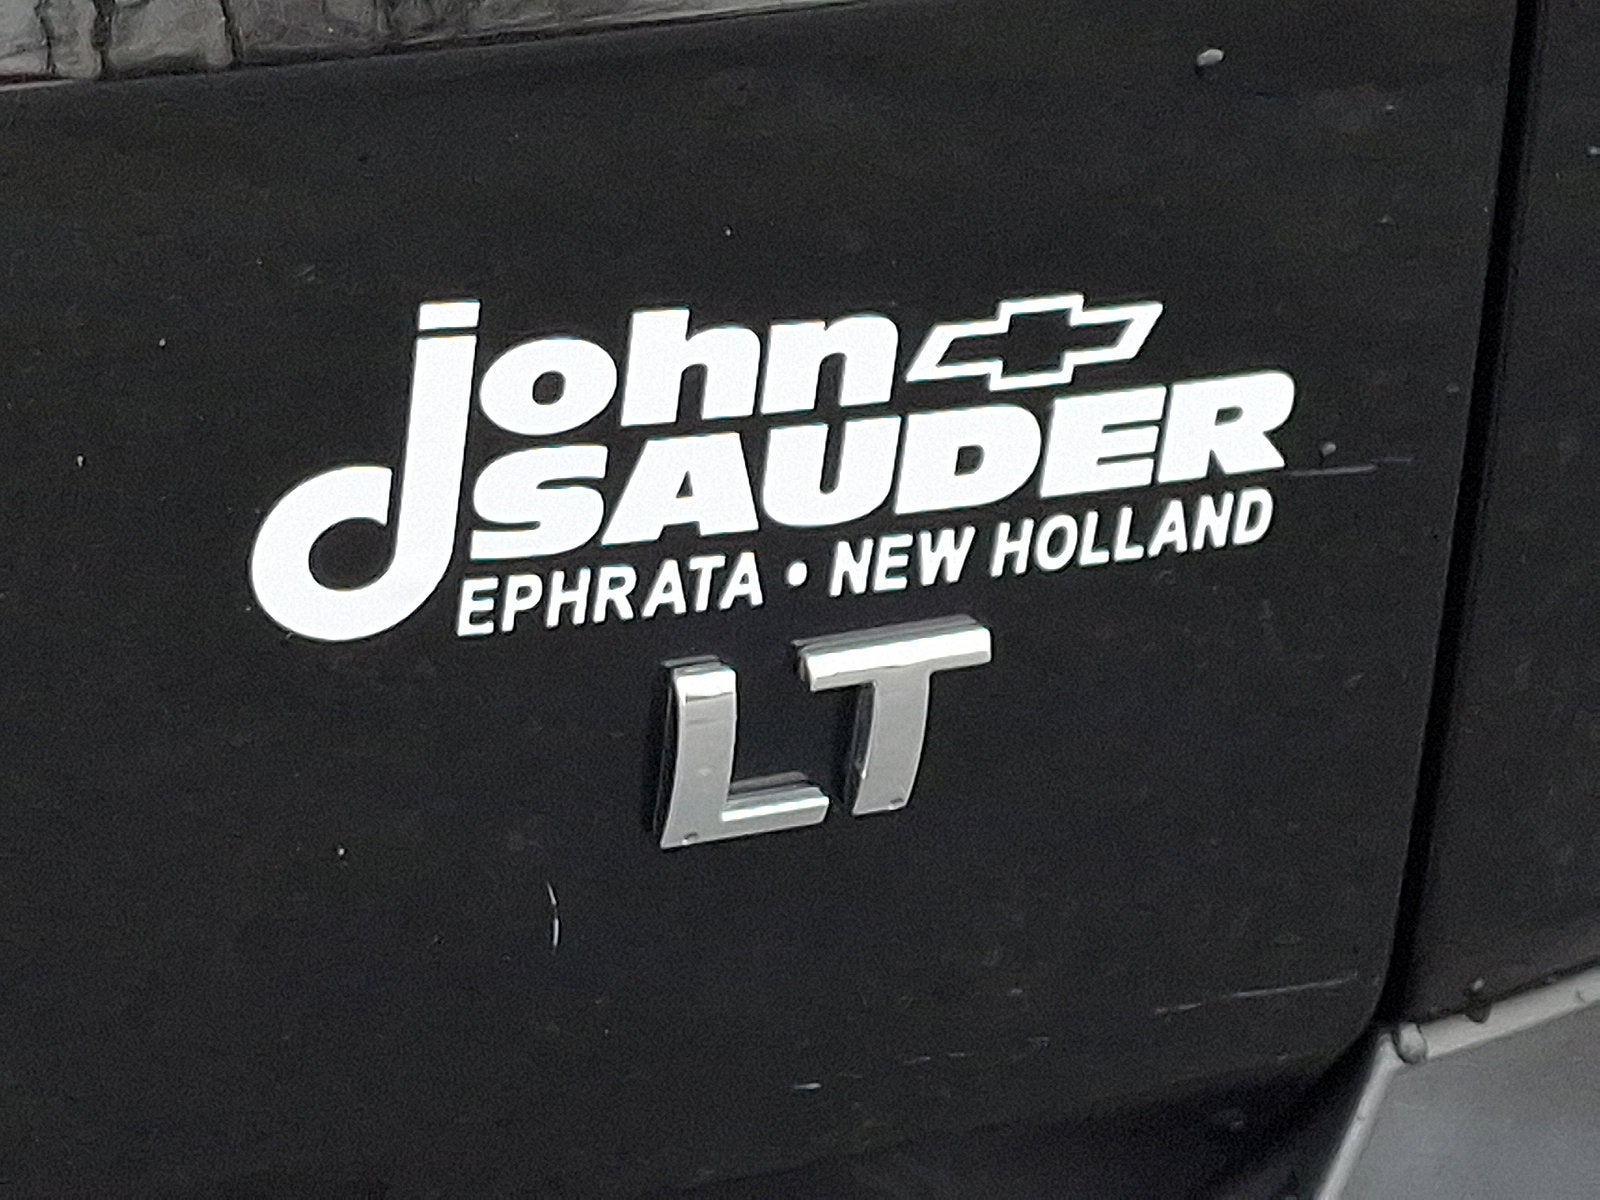 john
SAUDER
EPHRATA • NEW HOLLAND
LT